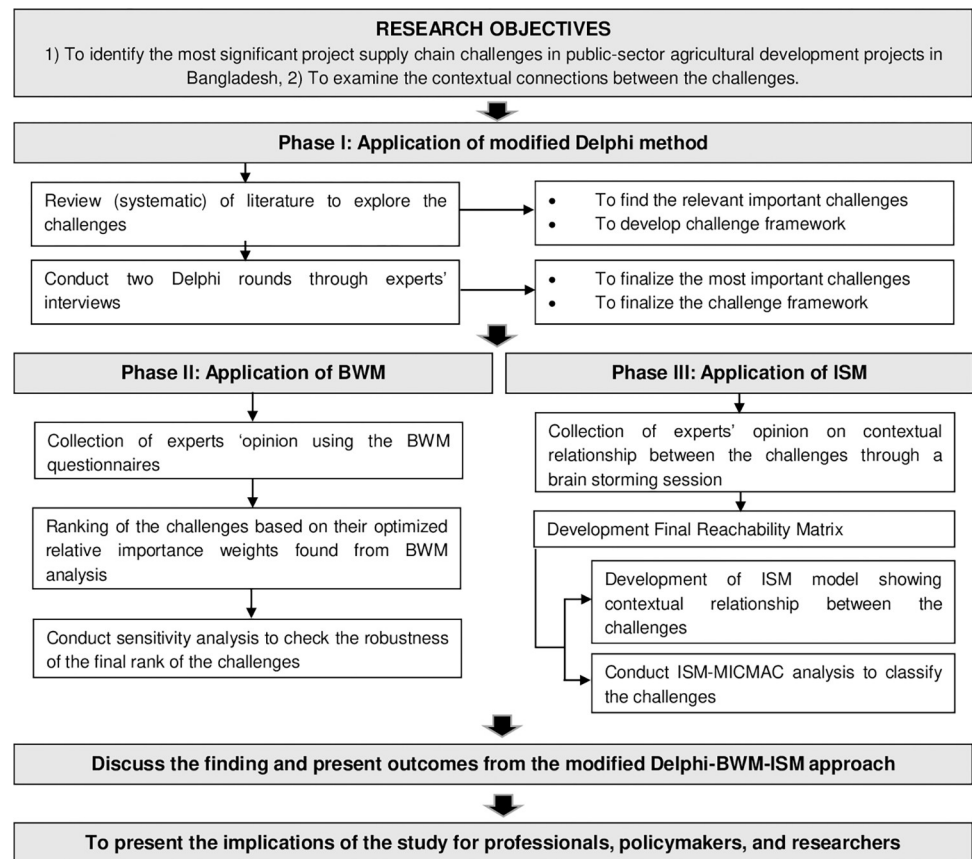 RESEARCH OBJECTIVES
1) To identify the most significant project supply chain challenges in public-sector agricultural development projects in
Bangladesh, 2) To examine the contextual connections between the challenges.
Phase I: Application of modified Delphi method
Review (systematic) of literature to explore the
challenges
• To find the relevant important challenges
• To develop challenge framework
Conduct two Delphi rounds through experts'
interviews
• To finalize the most important challenges
• To finalize the challenge framework
Phase II: Application of BWM
Collection of experts 'opinion using the BWM
questionnaires
Ranking of the challenges based on their optimized
relative importance weights found from BWM
analysis
Conduct sensitivity analysis to check the robustness
of the final rank of the challenges
Phase III: Application of ISM
Collection of experts' opinion on contextual
relationship between the challenges through a
brain storming session
Development Final Reachability Matrix
Development of ISM model showing
contextual relationship between the
challenges
Conduct ISM-MICMAC analysis to classify
the challenges
Discuss the finding and present outcomes from the modified Delphi-BWM-ISM approach
To present the implications of the study for professionals, policymakers, and researchers